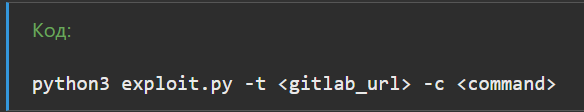 Код:
python3 exploit.py -t <gitlab_url> -c <command>